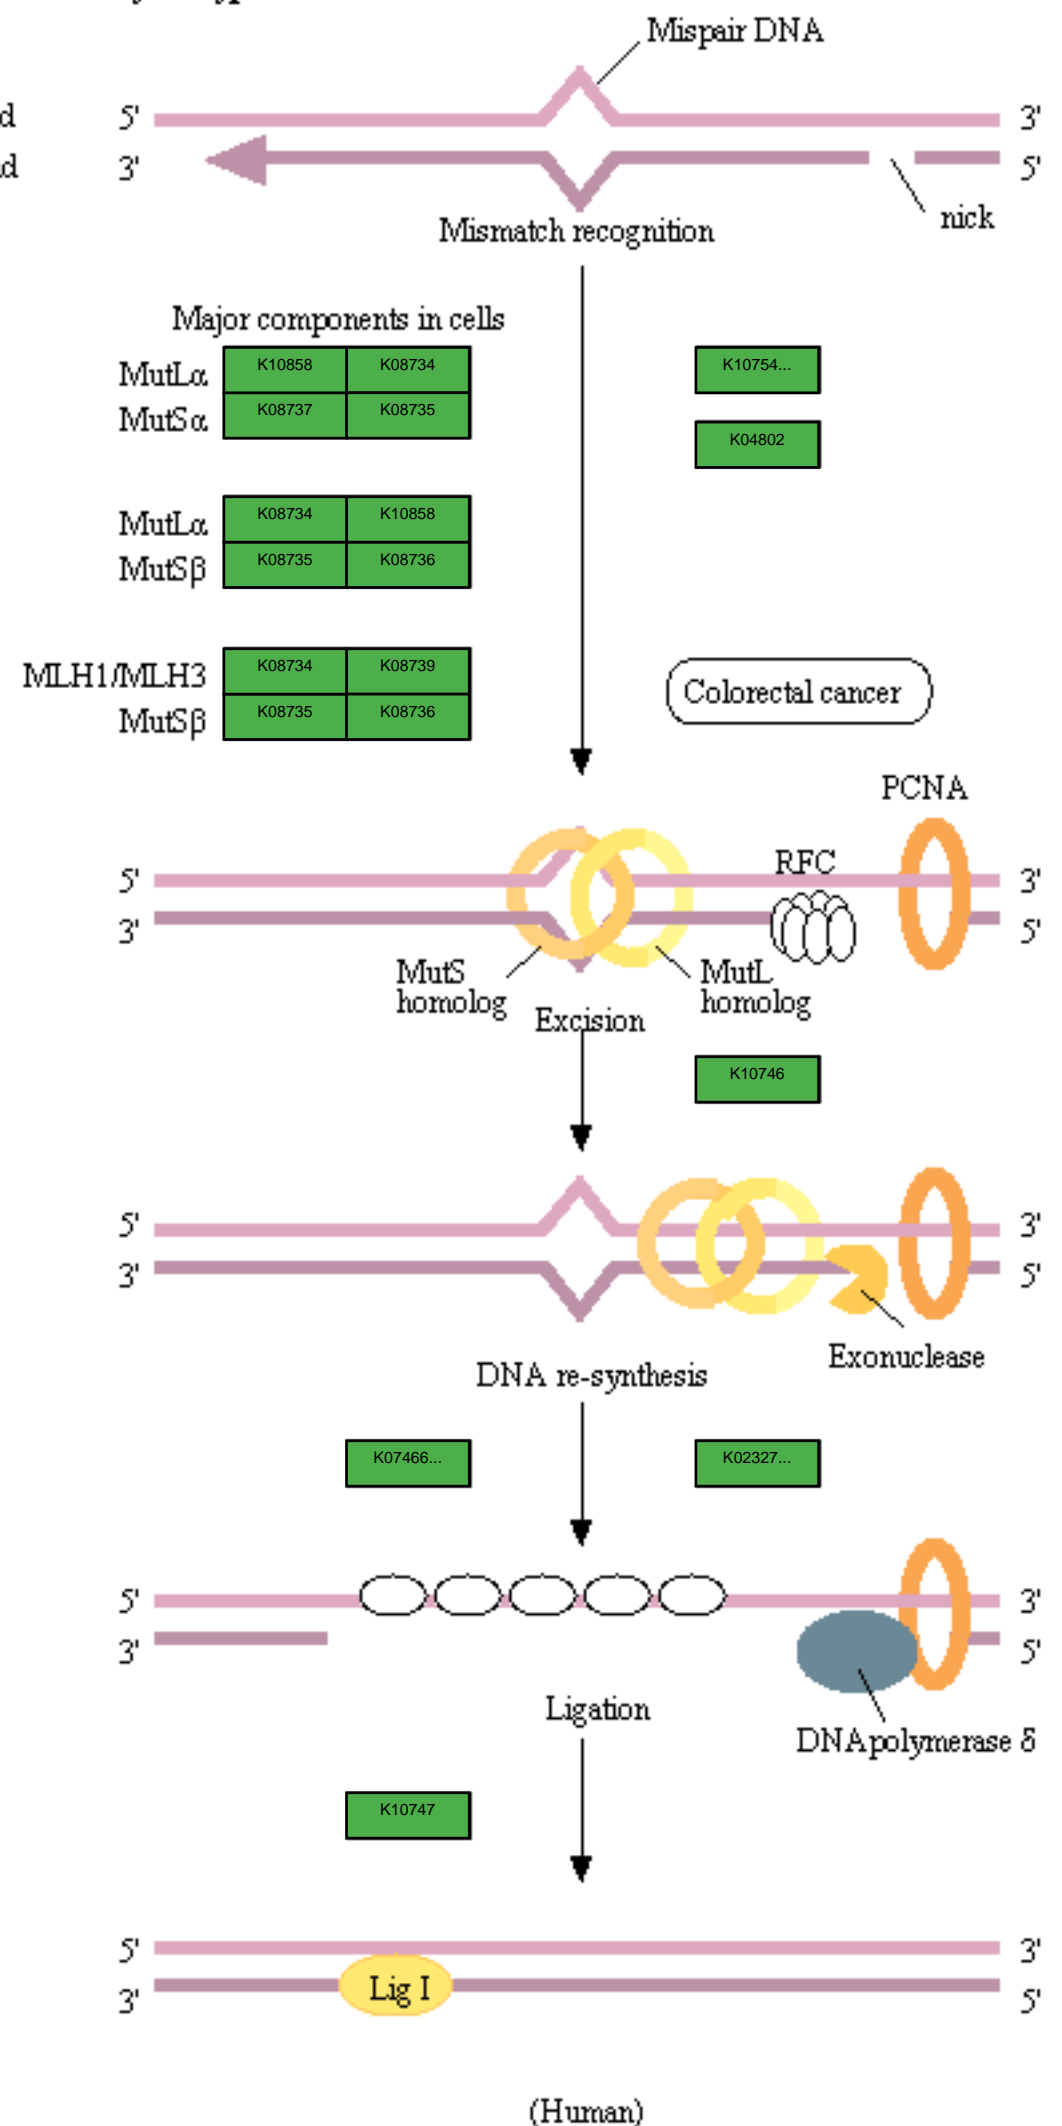 Mispair DNA
5' 3'
3' 5'
nick
Mismatch recognition
Major components in cells
MutLα K10858 K08734 K10754...
MutSα K08737 K08735
K04802
MutLα K08734 K10858
MutSβ K08735 K08736
MLH1/MLH3 K08734 K08739
Colorectal cancer
MutSβ K08735 K08736
PCNA
RFC
5' 3'
3' 5'
MutS homolog
MutL homolog
Excision
K10746
5' 3'
3' 5'
Exonuclease
DNA re-synthesis
K07466... K02327...
5' 3'
3' 5'
Ligation
DNA polymerase δ
K10747
5' 3'
Lig I
3' 5'
(Human)